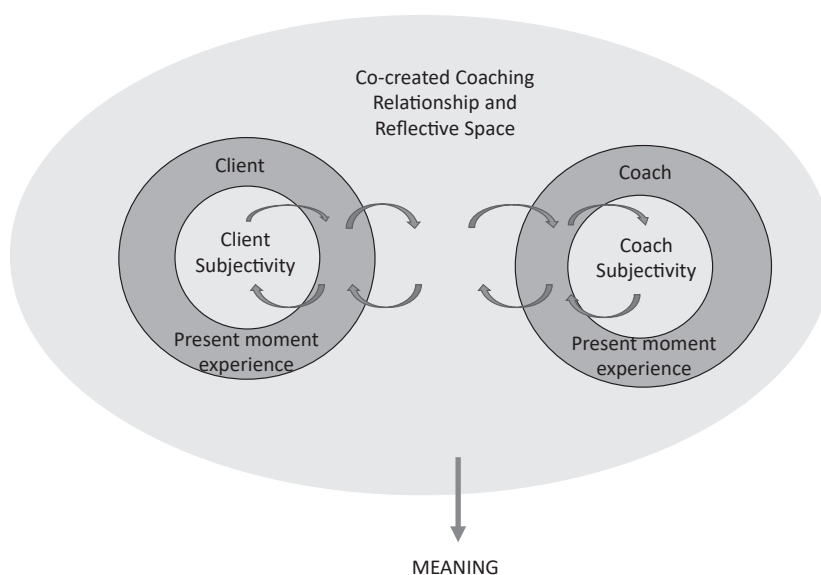 Co-created Coaching
Relationship and
Reflective Space
Client
Client
Subjectivity
Present moment
experience
Coach
Coach
Subjectivity
Present moment
experience
MEANING